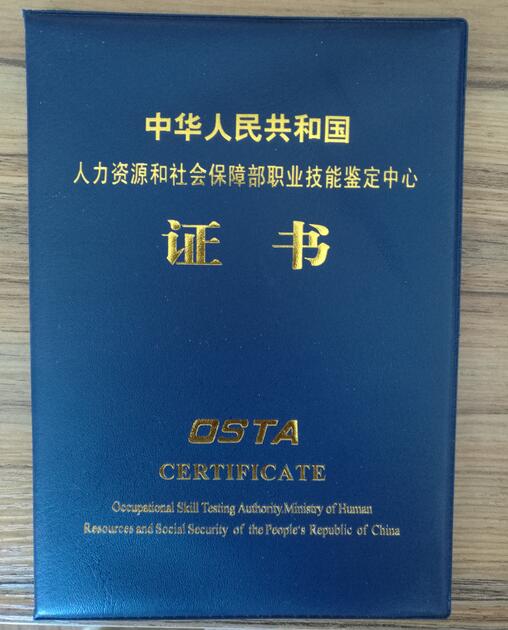 中华人民共和国
人力资源和社会保障部职业技能鉴定中心
证 书
OSTA
CERTIFICATE
Occupational Skill Testing Authority.Ministy of Human
Resources and Social Security of the People's Republic of China